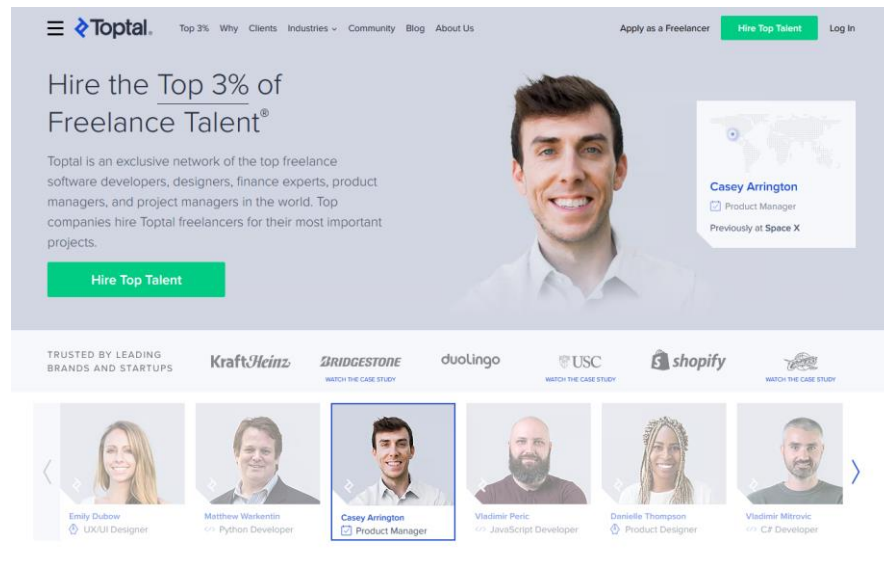 Toptal.
Top 3% Why Clients Industries Community Blog About Us
Apply as a Freelancer Hire Top Talent Log In
Hire the Top 3% of
Freelance Talent®
Toptal is an exclusive network of the top freelance
software developers, designers, finance experts, product
managers, and project managers in the world. Top
companies hire Toptal freelancers for their most important
projects.
Hire Top Talent
Casey Arrington
Product Manager
Previously at Space X
TRUSTED BY LEADING
BRANDS AND STARTUPS
KraftHeinz
BRIDGESTONE
WATCH THE CASE STUDY
duolingo
USC
WATCH THE CASE STUDY
shopify
WATCH THE CASE STUDY
Emily Dubow
UX/UI Designer
Matthew Warkentin
Python Developer
Casey Arrington
Product Manager
Vladimir Peric
JavaScript Developer
Danielle Thompson
Product Designer
Vladimir Mitrovic
C# Developer